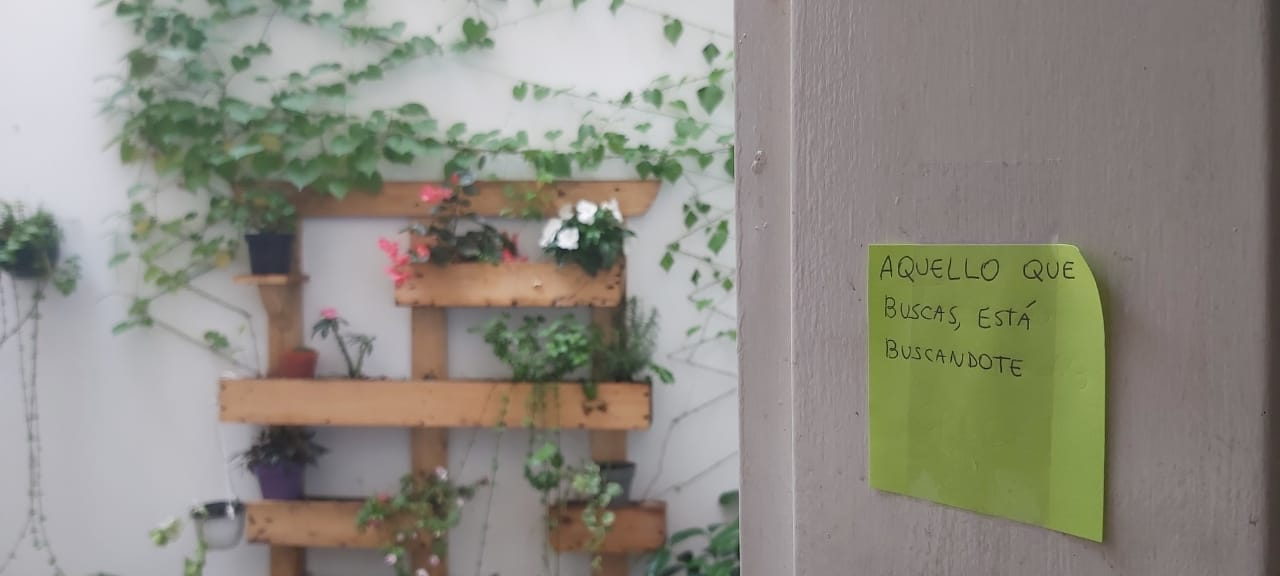 AQUELLO QUE
BUSCAS, ESTÁ
BUSCANDOTE